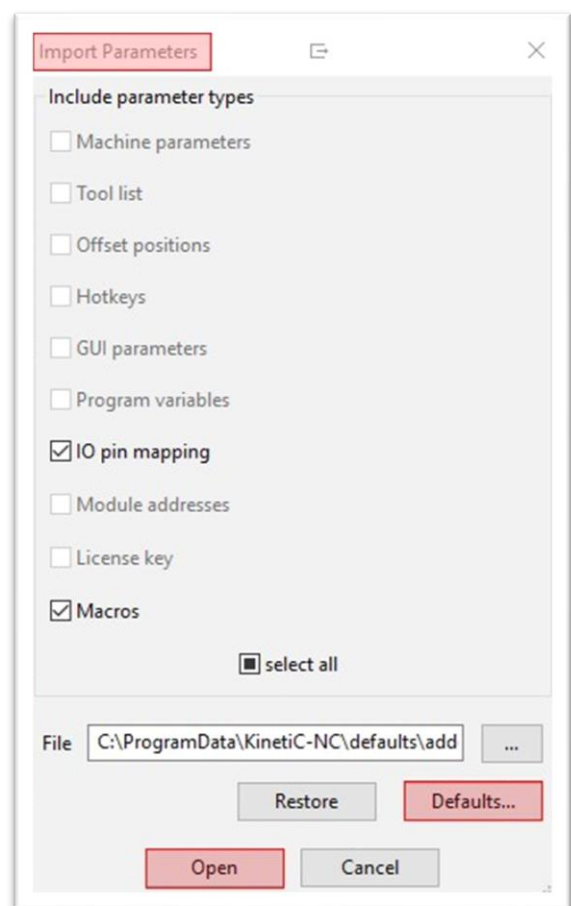 Import Parameters
Include parameter types
Machine parameters
Tool list
Offset positions
Hotkeys
GUI parameters
Program variables
IO pin mapping
Module addresses
License key
Macros
select all
File C:\ProgramData\KinetiC-NC\defaults\add ...
Restore Defaults...
Open Cancel